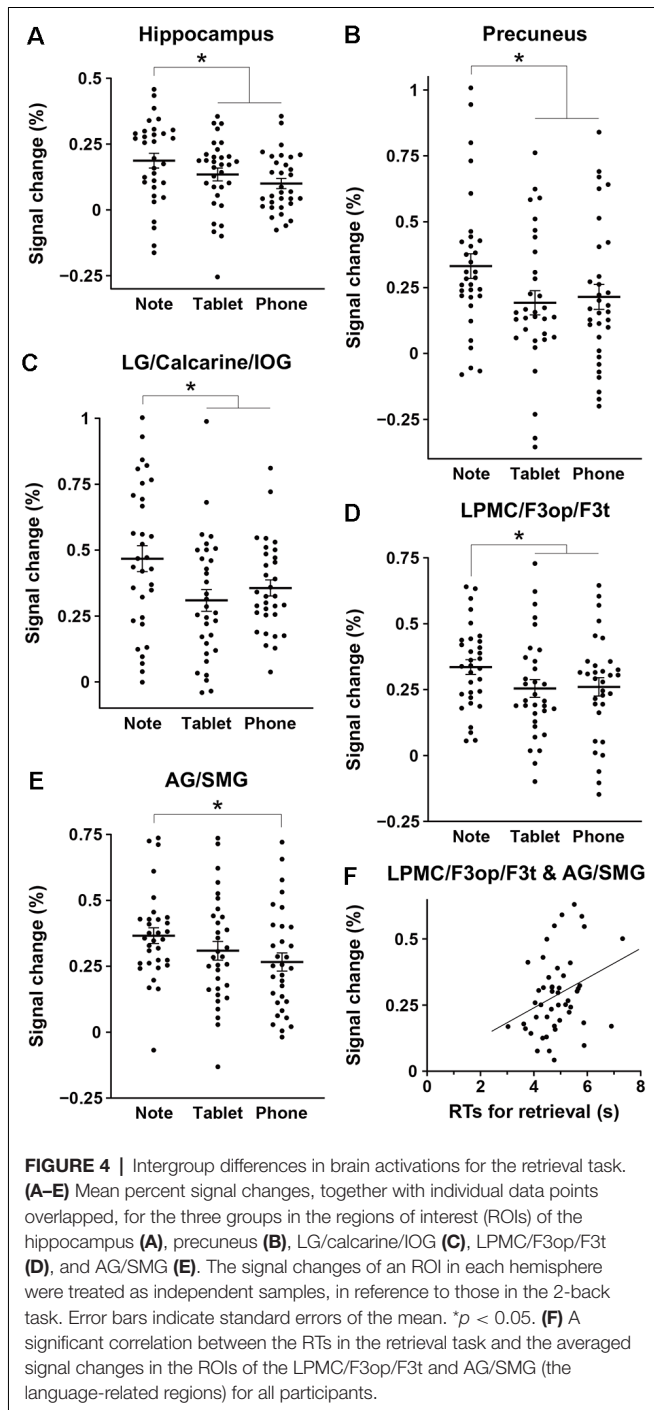 A
Hippocampus
*
Signal change (%)
0.5
0.25
0
−0.25
Note Tablet Phone
B
Precuneus
*
Signal change (%)
1
0.75
0.5
0.25
0
−0.25
Note Tablet Phone
C
LG/Calcarine/IOG
*
Signal change (%)
1
0.75
0.5
0.25
0
Note Tablet Phone
D
LPMC/F3op/F3t
*
Signal change (%)
0.75
0.5
0.25
0
−0.25
Note Tablet Phone
E
AG/SMG
*
Signal change (%)
0.75
0.5
0.25
0
−0.25
Note Tablet Phone
F
LPMC/F3op/F3t & AG/SMG
Signal change (%)
0.5
0.25
0
0 2 4 6 8
RTs for retrieval (s)
FIGURE 4 | Intergroup differences in brain activations for the retrieval task.
(A–E) Mean percent signal changes, together with individual data points
overlapped, for the three groups in the regions of interest (ROIs) of the
hippocampus (A), precuneus (B), LG/calcarine/IOG (C), LPMC/F3op/F3t
(D), and AG/SMG (E). The signal changes of an ROI in each hemisphere
were treated as independent samples, in reference to those in the 2-back
task. Error bars indicate standard errors of the mean. *p < 0.05. (F) A
significant correlation between the RTs in the retrieval task and the averaged
signal changes in the ROIs of the LPMC/F3op/F3t and AG/SMG (the
language-related regions) for all participants.